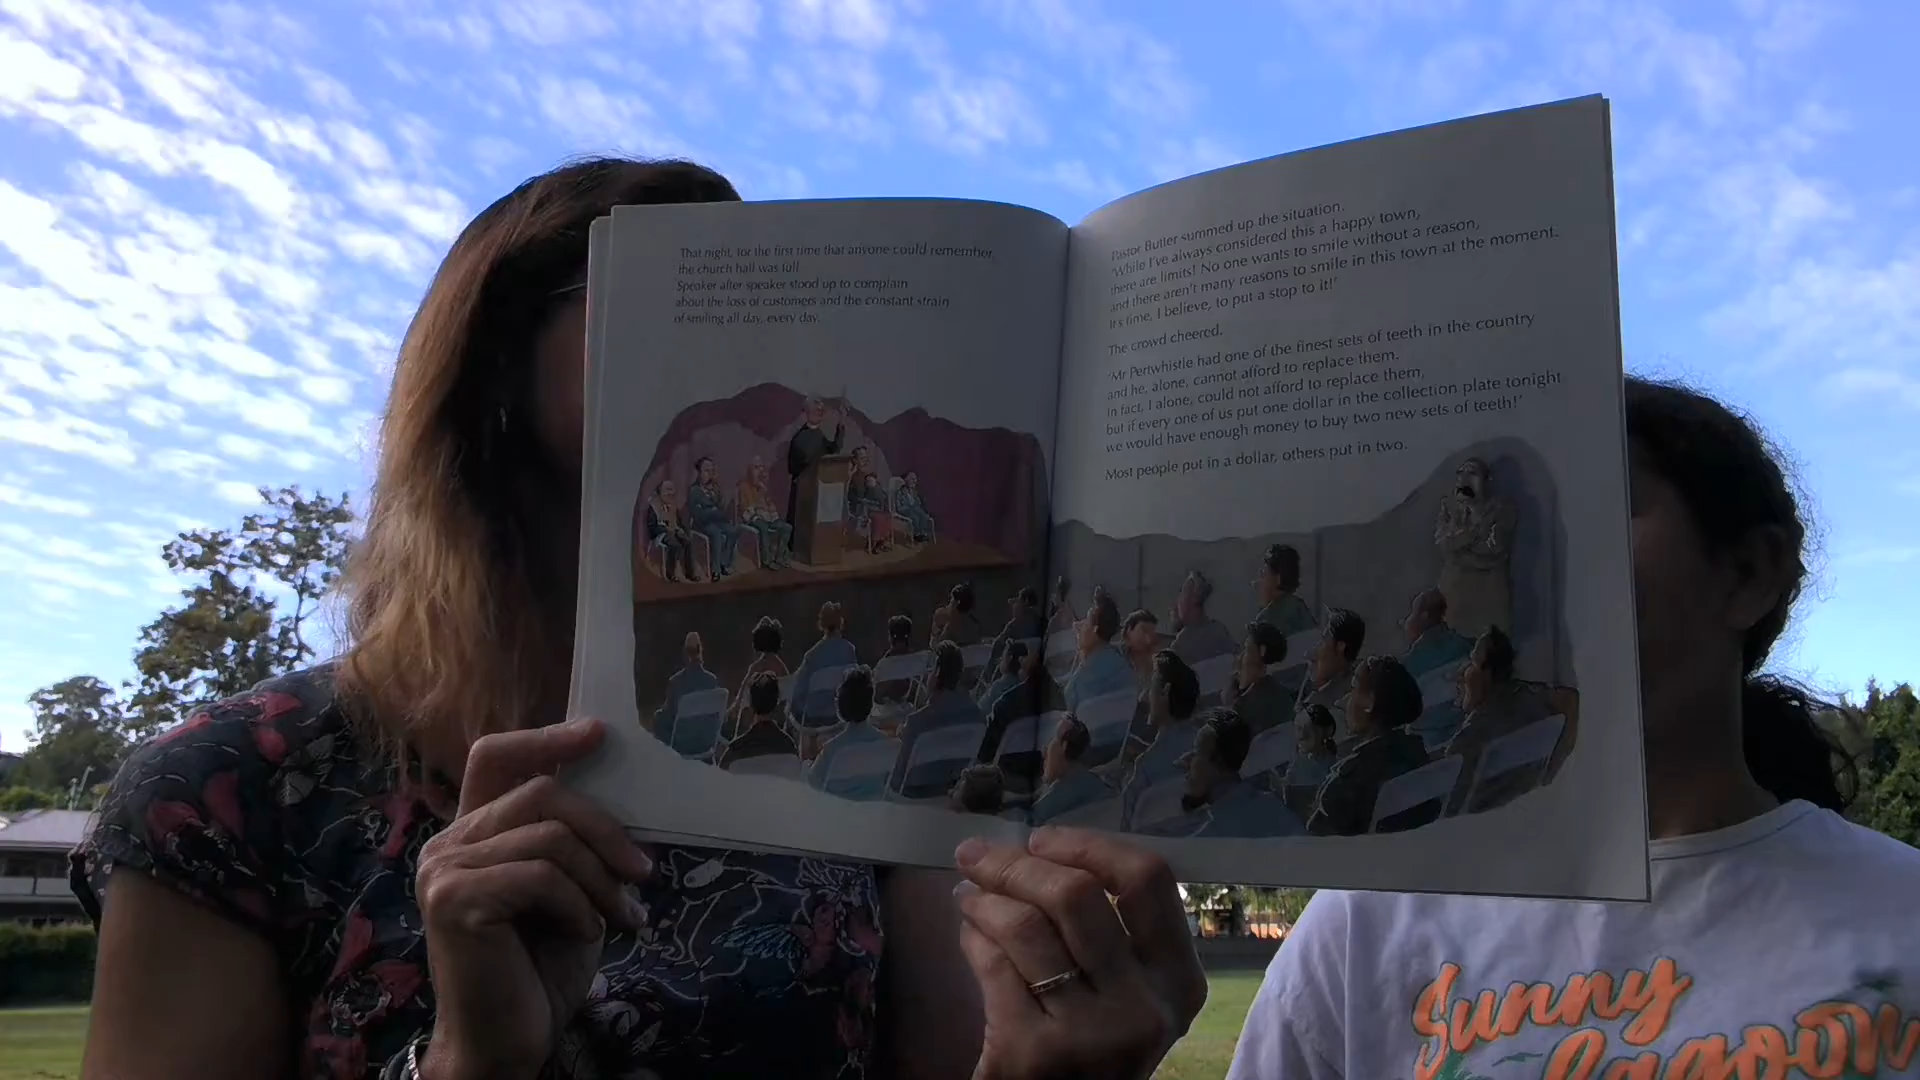 That night, for the first time that anyone could remember,
the church hall was full.
Speaker after speaker stood up to complain
about the loss of customers and the constant strain
of smiling all day, every day.
Pastor Butler summed up the situation.
'While I've always considered this a happy town,
there are limits! No one wants to smile without a reason,
and there aren't many reasons to smile in this town at the moment.
It's time, I believe, to put a stop to it!'
The crowd cheered.
'Mr Periwhistle had one of the finest sets of teeth in the country
and he, alone, cannot afford to replace them.
In fact, I alone, could not afford to replace them,
but if every one of us put one dollar in the collection plate tonight
we would have enough money to buy two new sets of teeth!'
Most people put in a dollar, others put in two.
Sunny
Lagoon